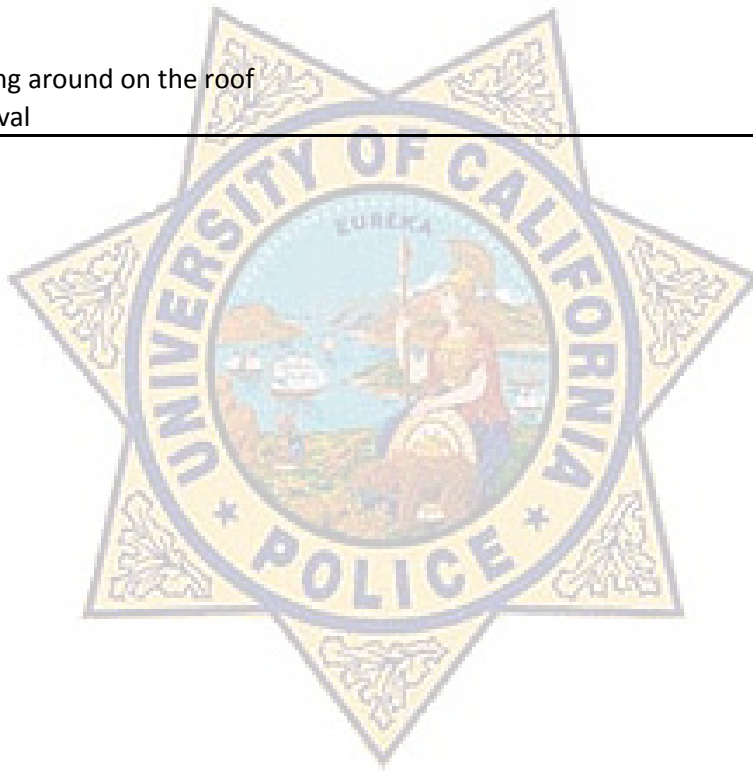 ng around on the roof
val
UNIVERSITY OF CALIFORNIA
EUREKA
POLICE